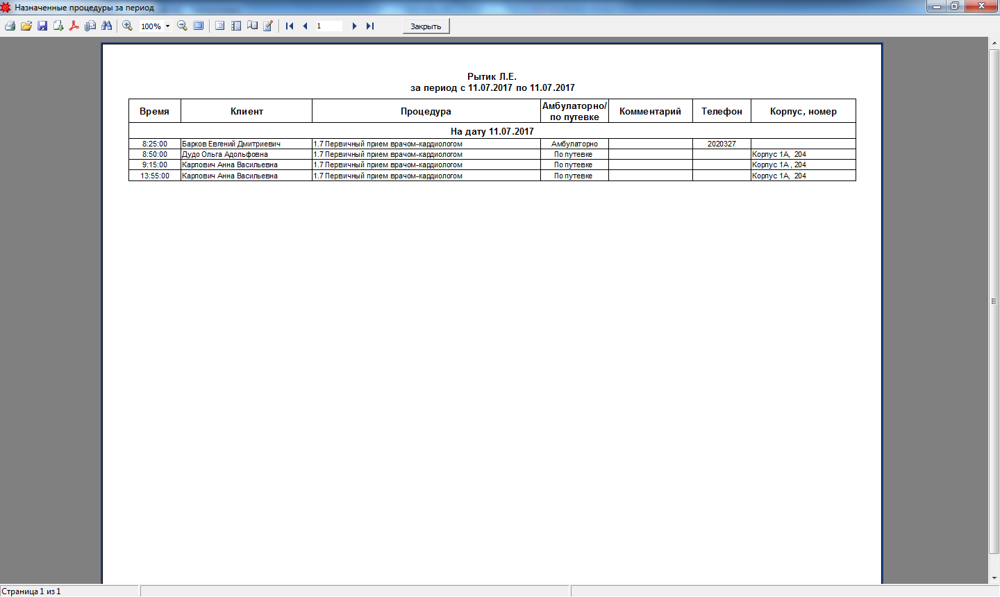 Назначенные процедуры за период
100%
1
Закрыть
Рытик Л.Е.
за период с 11.07.2017 по 11.07.2017
Время Клиент Процедура Амбулаторно/ по путевке Комментарий Телефон Корпус, номер
На дату 11.07.2017
8:25:00 Барков Евгений Дмитриевич 1.7 Первичный прием врачом-кардиологом Амбулаторно 2020327
8:50:00 Дудо Ольга Адольфовна 1.7 Первичный прием врачом-кардиологом По путевке Корпус 1А, 204
9:15:00 Карпович Анна Васильевна 1.7 Первичный прием врачом-кардиологом По путевке Корпус 1А , 204
13:55:00 Карпович Анна Васильевна 1.7 Первичный прием врачом-кардиологом По путевке Корпус 1А, 204
Страница 1 из 1